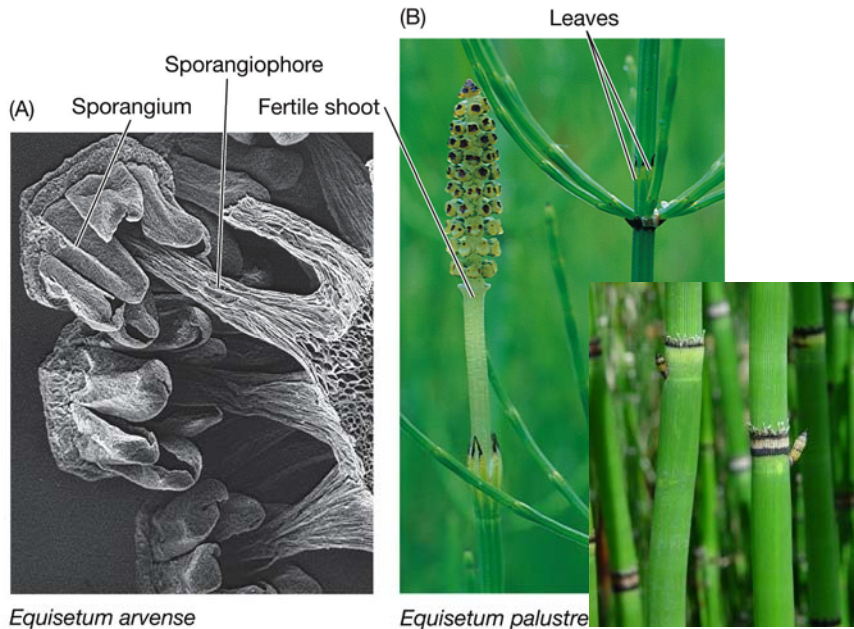 (A)
Sporangium
Sporangiophore
Fertile shoot
Equisetum arvense
(B)
Leaves
Equisetum palustre